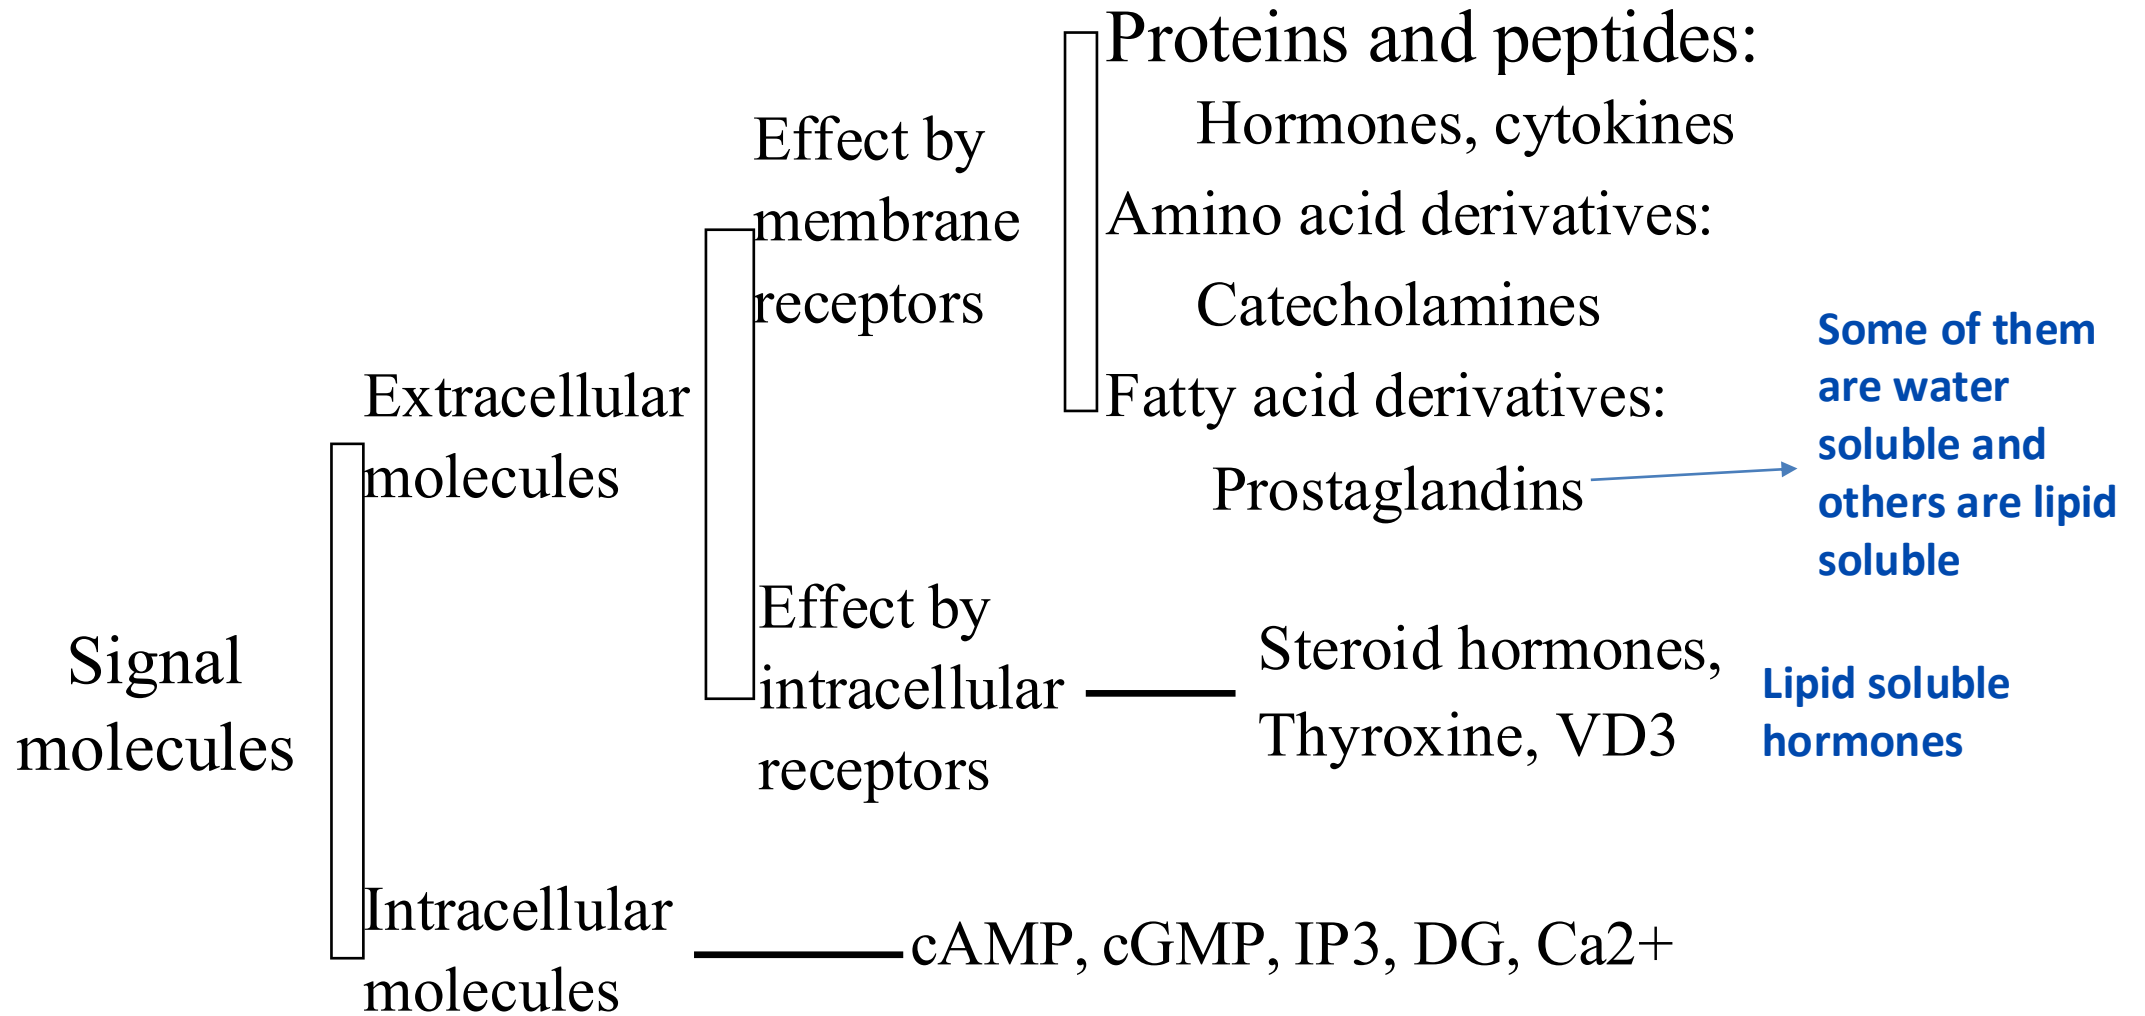 Signal
molecules
Extracellular
molecules
Effect by
membrane
receptors
Proteins and peptides:
Hormones, cytokines
Amino acid derivatives:
Catecholamines
Fatty acid derivatives:
Prostaglandins
Some of them
are water
soluble and
others are lipid
soluble
Effect by
intracellular
receptors
Steroid hormones,
Thyroxine, VD3
Lipid soluble
hormones
Intracellular
molecules
cAMP, cGMP, IP3, DG, Ca2+